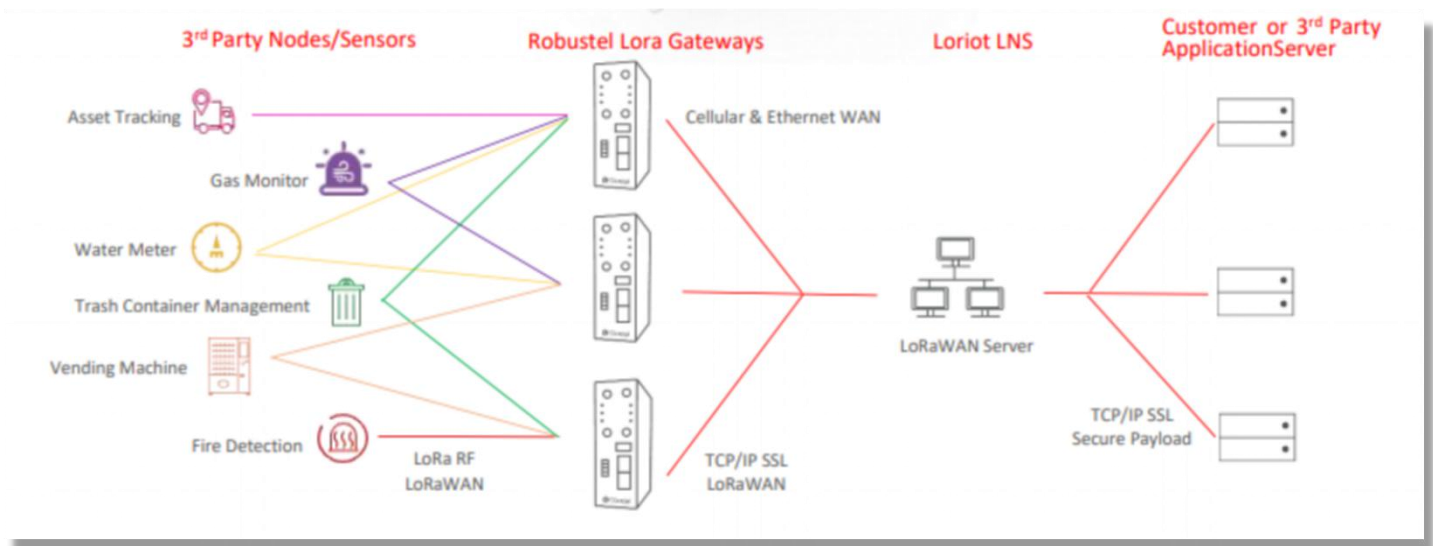 3rd Party Nodes/Sensors
Robustel Lora Gateways
Loriot LNS
Customer or 3rd Party
ApplicationServer
Asset Tracking
Cellular & Ethernet WAN
Gas Monitor
Water Meter
Trash Container Management
LoRaWAN Server
Vending Machine
TCP/IP SSL
Secure Payload
Fire Detection
LoRa RF
LoRaWAN
TCP/IP SSL
LoRaWAN